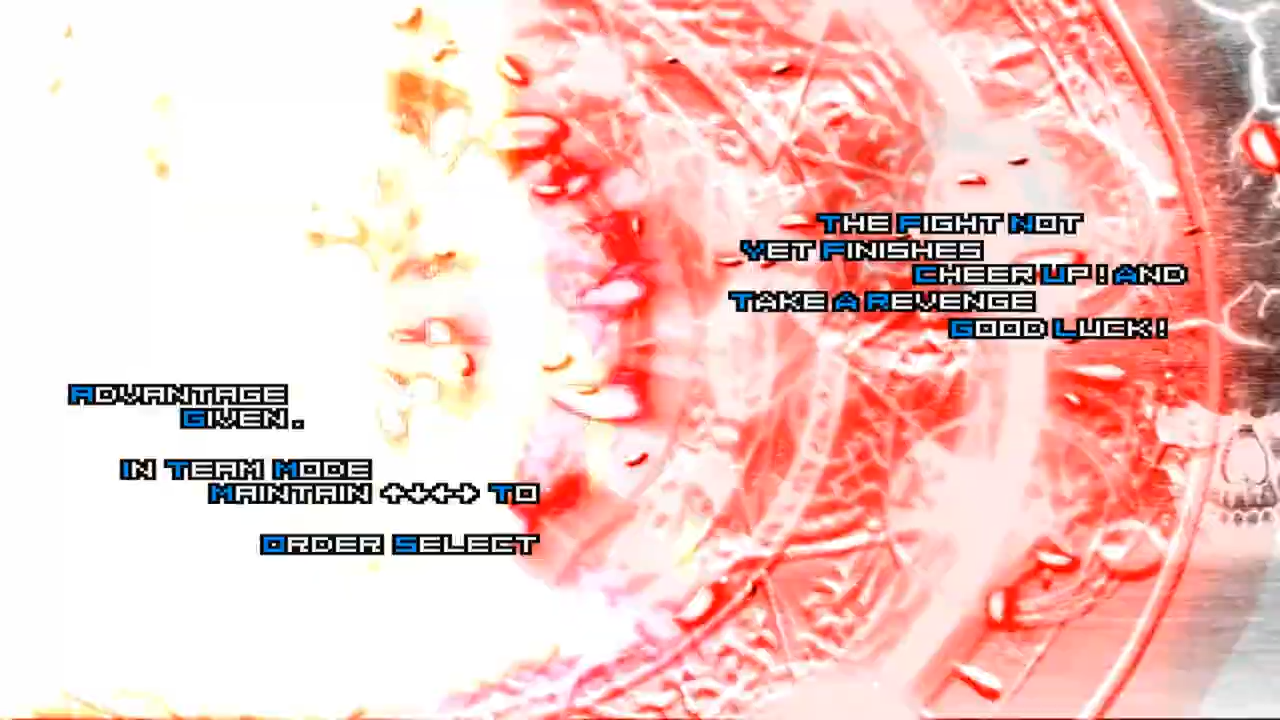 The Fight Not
Yet Finishes
Cheer Up! And
Take A Revenge
Good Luck!
Advantage
Given.
In Team Mode
Maintain ←↑↓→ To
Order Select